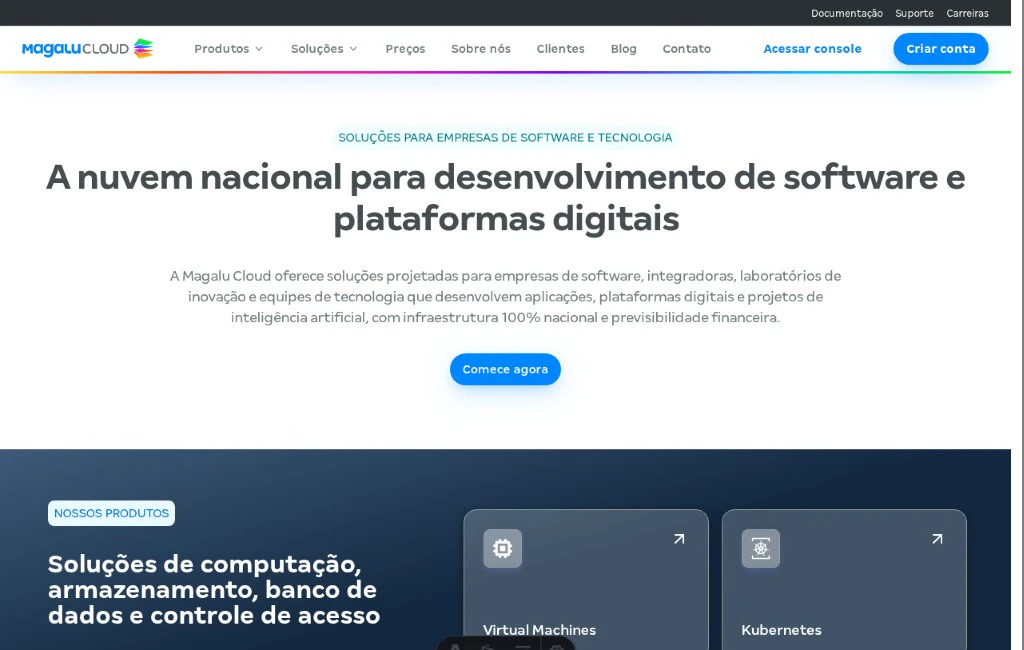 Documentação Suporte Carreiras
magaluCLOUD Produtos Soluções Preços Sobre nós Clientes Blog Contato Acessar console Criar conta
SOLUÇÕES PARA EMPRESAS DE SOFTWARE E TECNOLOGIA
A nuvem nacional para desenvolvimento de software e
plataformas digitais
A Magalu Cloud oferece soluções projetadas para empresas de software, integradoras, laboratórios de
inovação e equipes de tecnologia que desenvolvem aplicações, plataformas digitais e projetos de
inteligência artificial, com infraestrutura 100% nacional e previsibilidade financeira.
Comece agora
NOSSOS PRODUTOS
Soluções de computação,
armazenamento, banco de
dados e controle de acesso
Virtual Machines
Kubernetes